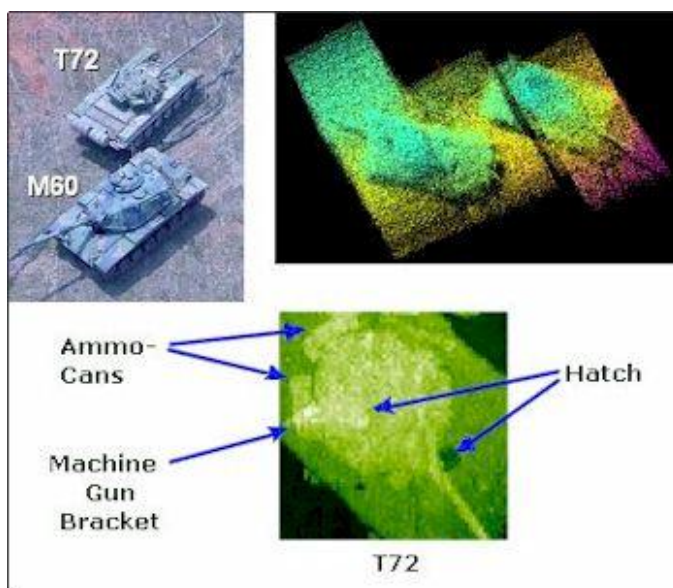 T72
M60
Ammo-
Cans
Hatch
Machine
Gun
Bracket
T72